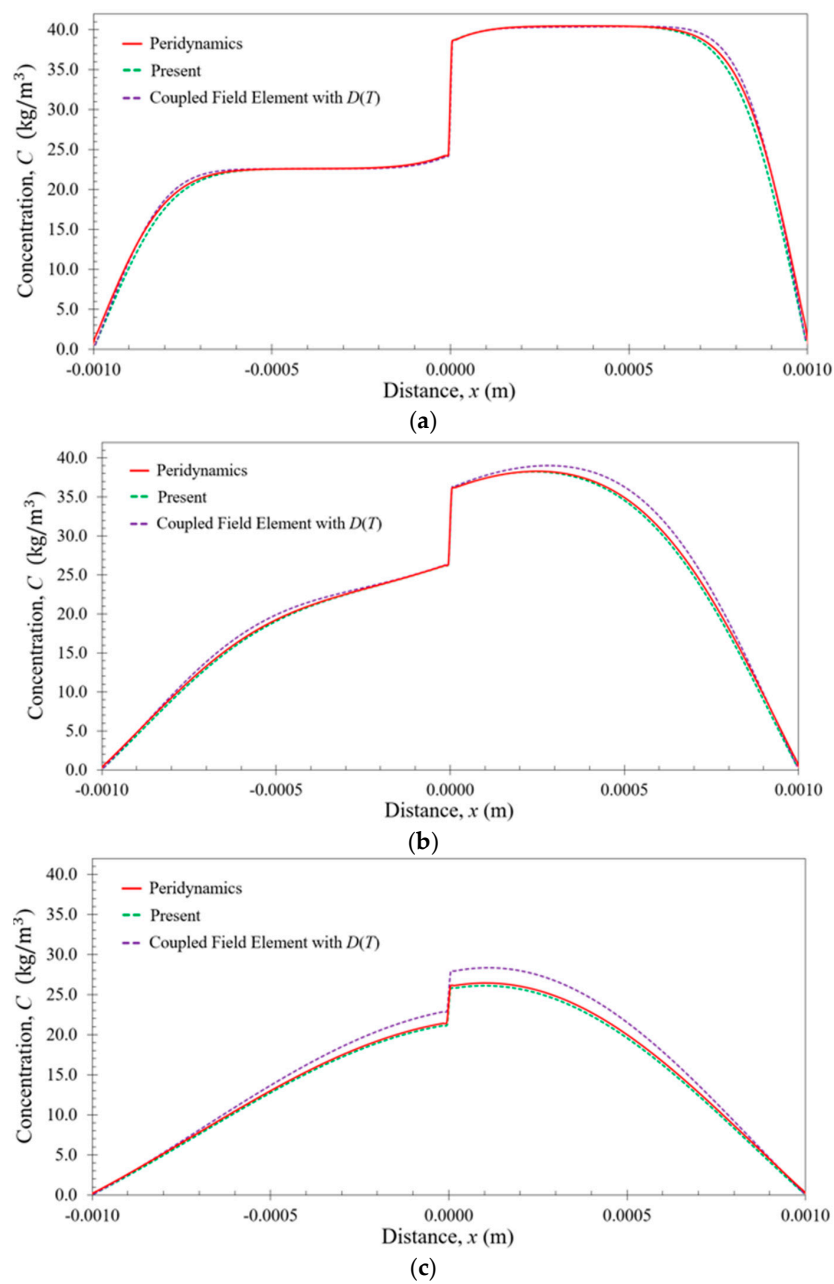 40.0
35.0
30.0
25.0
20.0
15.0
10.0
5.0
0.0
Concentration, C (kg/m³)
Peridynamics
Present
Coupled Field Element with D(T)
-0.0010 -0.0005 0.0000 0.0005 0.0010
Distance, x (m)
(a)
40.0
35.0
30.0
25.0
20.0
15.0
10.0
5.0
0.0
Concentration, C (kg/m³)
Peridynamics
Present
Coupled Field Element with D(T)
-0.0010 -0.0005 0.0000 0.0005 0.0010
Distance, x (m)
(b)
40.0
35.0
30.0
25.0
20.0
15.0
10.0
5.0
0.0
Concentration, C (kg/m³)
Peridynamics
Present
Coupled Field Element with D(T)
-0.0010 -0.0005 0.0000 0.0005 0.0010
Distance, x (m)
(c)